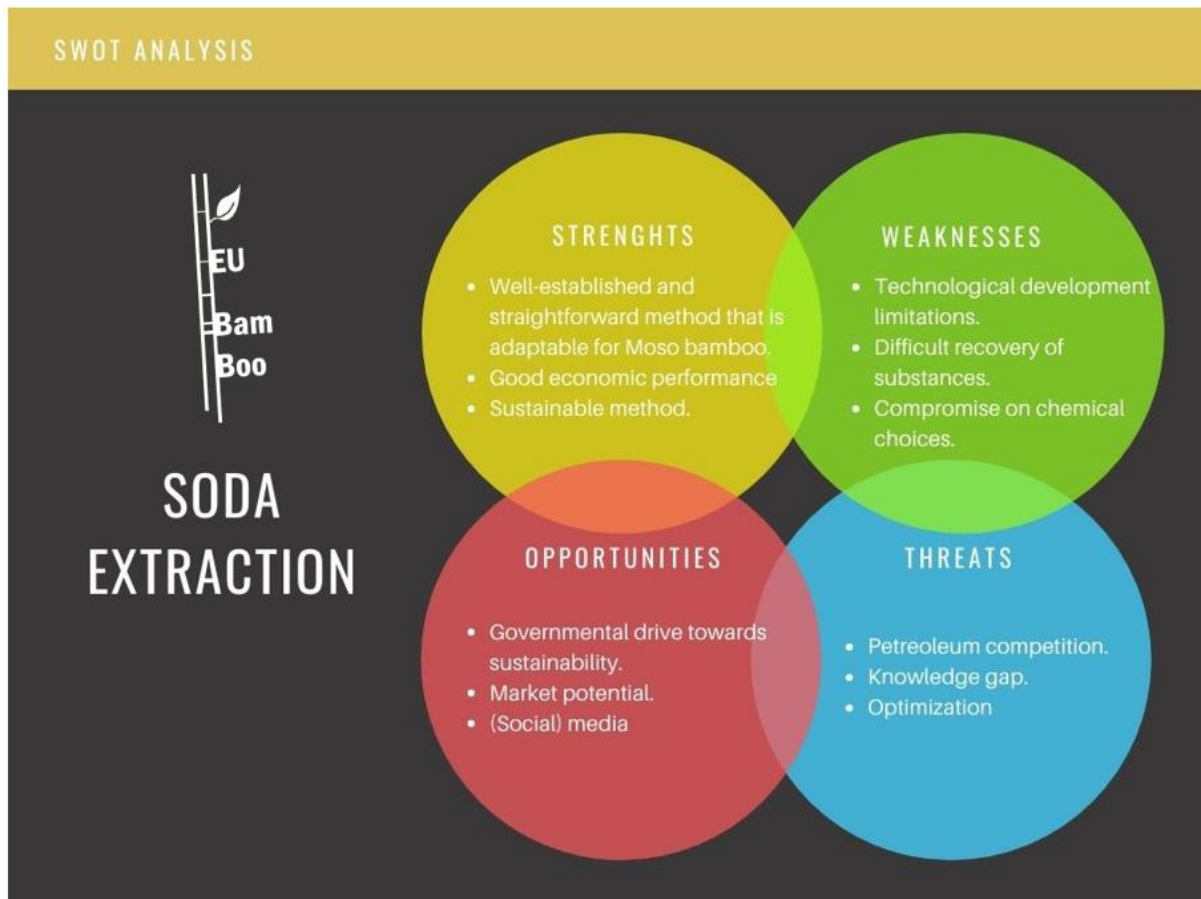 SWOT ANALYSIS
EU
Bam
Boo
SODA
EXTRACTION
STRENGHTS
• Well-established and
straightforward method that is
adaptable for Moso bamboo.
• Good economic performance
• Sustainable method.
WEAKNESSES
• Technological development
limitations.
• Difficult recovery of
substances.
• Compromise on chemical
choices.
OPPORTUNITIES
• Governmental drive towards
sustainability.
• Market potential.
• (Social) media
THREATS
• Petreoleum competition.
• Knowledge gap.
• Optimization